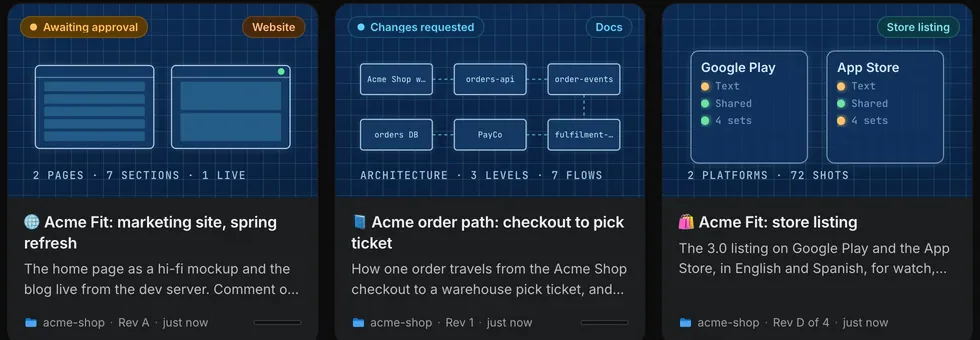 Awaiting approval
Website
2 PAGES · 7 SECTIONS · 1 LIVE
🌐 Acme Fit: marketing site, spring
refresh
The home page as a hi-fi mockup and the
blog live from the dev server. Comment o...
acme-shop · Rev A · just now
Changes requested
Docs
Acme Shop w…
orders-api
order-events
orders DB
PayCo
fulfilment-…
ARCHITECTURE · 3 LEVELS · 7 FLOWS
📘 Acme order path: checkout to pick
ticket
How one order travels from the Acme Shop
checkout to a warehouse pick ticket, and...
acme-shop · Rev 1 · just now
Store listing
Google Play
Text
Shared
4 sets
App Store
Text
Shared
4 sets
2 PLATFORMS · 72 SHOTS
🛍️ Acme Fit: store listing
The 3.0 listing on Google Play and the App
Store, in English and Spanish, for watch,...
acme-shop · Rev D of 4 · just now